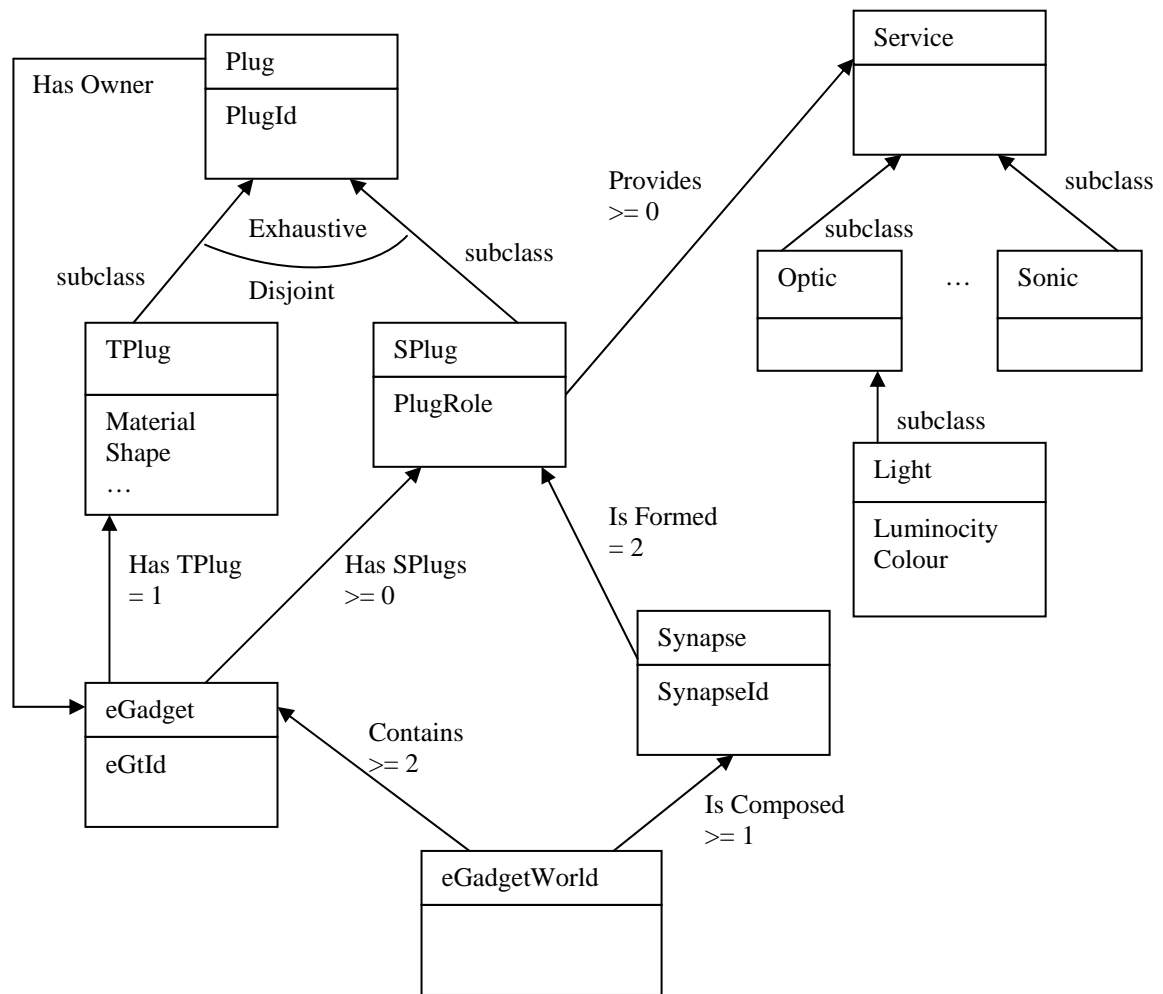 Plug
PlugId
Has Owner
Service
Exhaustive
Disjoint
subclass
subclass
Provides
>= 0
subclass
subclass
Optic
…
Sonic
TPlug
Material
Shape
…
SPlug
PlugRole
subclass
Light
Luminocity
Colour
Has TPlug
= 1
Has SPlugs
>= 0
Is Formed
= 2
Synapse
SynapseId
eGadget
eGtId
Contains
>= 2
Is Composed
>= 1
eGadgetWorld